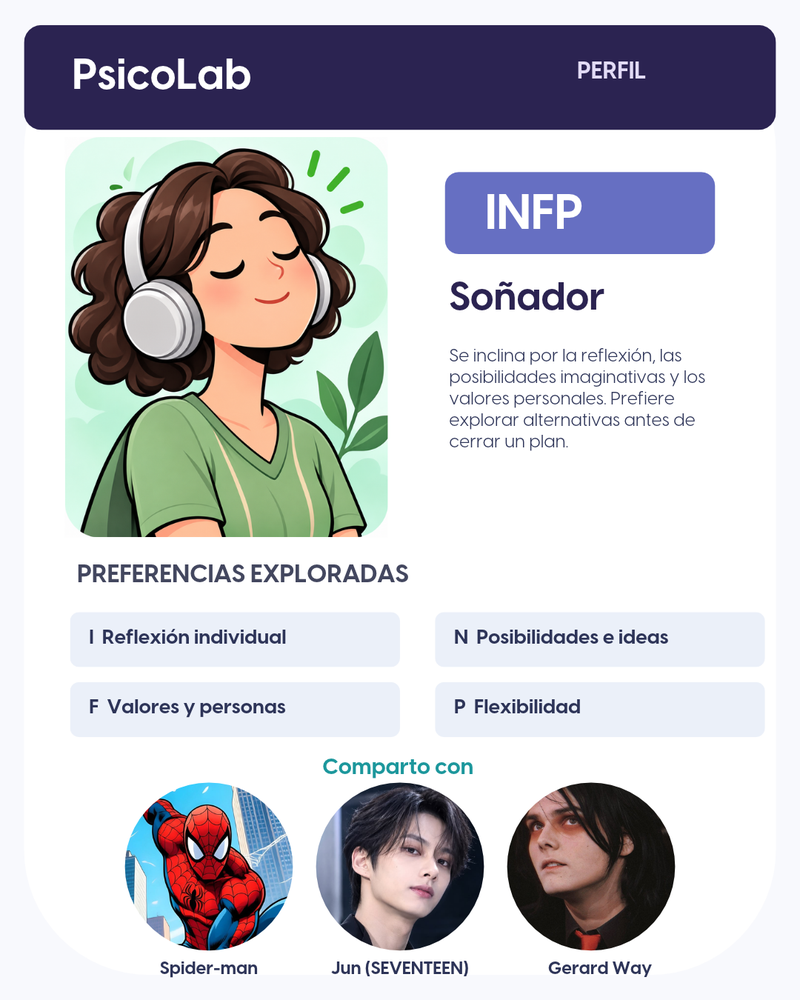 PsicoLab
PERFIL
INFP
Soñador
Se inclina por la reflexión, las
posibilidades imaginativas y los
valores personales. Prefiere
explorar alternativas antes de
cerrar un plan.
PREFERENCIAS EXPLORADAS
I Reflexión individual
N Posibilidades e ideas
F Valores y personas
P Flexibilidad
Comparto con
Spider-man
Jun (SEVENTEEN)
Gerard Way